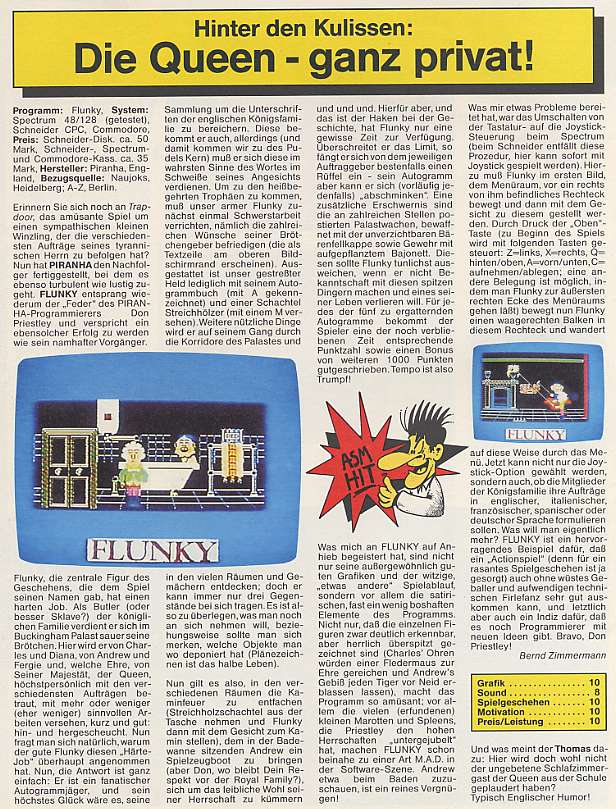 Hinter den Kulissen:
Die Queen - ganz privat!
Programm: Flunky, System:
Spectrum 48/128 (getestet),
Schneider CPC, Commodore,
Preis: Schneider-Disk. ca. 50
Mark, Schneider-, Spectrum-
und Commodore-Kass. ca. 35
Mark, Hersteller: Piranha, Eng-
land, Bezugsquelle: Naujoks,
Heidelberg; A-Z, Berlin.
Erinnern Sie sich noch an Trap-
door, das amüsante Spiel um
einen sympathischen kleinen
Winzling, der die verschieden-
sten Aufträge seines tyranni-
schen Herrn zu befolgen hat?
Nun hat PIRANHA den Nachfol-
ger fertiggestellt, bei dem es
ebenso turbulent wie lustig zu-
geht. FLUNKY entsprang wie-
derum der „Feder" des PIRAN-
HA-Programmierers Don
Priestley und verspricht ein
ebensolcher Erfolg zu werden
wie sein namhafter Vorgänger.
FLUNKY
Flunky, die zentrale Figur des
Geschehens, die dem Spiel
seinen Namen gab, hat einen
harten Job. Als Butler (oder
besser Sklave?) der königli-
chen Familie verdient er sich im
Buckingham Palast sauer seine
Brötchen. Hier wird er von Char-
les und Diana, von Andrew und
Fergie und, welche Ehre, von
Seiner Majestät, der Queen,
höchstpersönlich mit den ver-
schiedensten Aufträgen be-
traut, mit mehr oder weniger
(eher weniger) sinnvollen Ar-
beiten versehen, kurz und gut:
hin- und hergescheucht. Nun
fragt man sich natürlich, warum
der gute Flunky diesen „Härte-
Job" überhaupt angenommen
hat. Nun, die Antwort ist ganz
einfach: Er ist ein fanatischer
Autogrammjäger, und sein
höchstes Glück wäre es, seine
Sammlung um die Unterschrif-
ten der englischen Königsfami-
lie zu bereichern. Diese be-
kommt er auch, allerdings (und
damit kommen wir zu des Pu-
dels Kern) muß er sich diese im
wahrsten Sinne des Wortes im
Schweiße seines Angesichts
verdienen. Um zu den heißbe-
gehrten Trophäen zu kommen,
muß unser armer Flunky zu-
nächst einmal Schwerstarbeit
verrichten, nämlich die zahlrei-
chen Wünsche seiner Bröt-
chengeber befriedigen (die als
Textzeile am oberen Bild-
schirmrand erscheinen). Aus-
gestattet ist unser gestreßter
Held lediglich mit seinem Auto-
grammbuch (mit A gekenn-
zeichnet) und einer Schachtel
Streichhölzer (mit einem M ver-
sehen). Weitere nützliche Dinge
wird er auf seinem Gang durch
die Korridore des Palastes und
in den vielen Räumen und Ge-
mächern entdecken; doch er
kann immer nur drei Gegen-
stände bei sich tragen. Es ist al-
so zu überlegen, was man noch
an sich nehmen will, bezie-
hungsweise sollte man sich
merken, welche Objekte man
wo deponiert hat (Plänezeich-
nen ist das halbe Leben).
Nun gilt es also, in den ver-
schiedenen Räumen die Ka-
minfeuer zu entfachen
(Streichholzschachtel aus der
Tasche nehmen und Flunky
dann mit dem Gesicht zum Ka-
min stellen), dem in der Bade-
wanne sitzenden Andrew ein
Spielzeugboot zu bringen
(aber Don, wo bleibt Dein Re-
spekt vor der Royal Family?),
sich um das leibliche Wohl sei-
ner Herrschaft zu kümmern
und und und. Hierfür aber, und
das ist der Haken bei der Ge-
schichte, hat Flunky nur eine
gewisse Zeit zur Verfügung.
Überschreitet er das Limit, so
fängt er sich von dem jeweiligen
Auftraggeber bestenfalls einen
Rüffel ein - sein Autogramm
aber kann er sich (vorläufig je-
denfalls) „abschminken". Eine
zusätzliche Erschwernis sind
die an zahlreichen Stellen po-
stierten Palastwachen, bewaff-
net mit der unverzichtbaren Bä-
renfellkappe sowie Gewehr mit
aufgepflanztem Bajonett. Die-
sen sollte Flunky tunlichst aus-
weichen, wenn er nicht Be-
kanntschaft mit diesen spitzen
Dingern machen und eines sei-
ner Leben verlieren will. Für je-
des der fünf zu ergatternden
Autogramme bekommt der
Spieler eine der noch verblie-
benen Zeit entsprechende
Punktzahl sowie einen Bonus
von weiteren 1000 Punkten
gutgeschrieben. Tempo ist also
Trumpf!
ASM
HIT
Was mich an FLUNKY auf An-
hieb begeistert hat, sind nicht
nur seine außergewöhnlich gu-
ten Grafiken und der witzige,
„etwas andere" Spielablauf,
sondern vor allem die satiri-
schen, fast ein wenig boshaften
Elemente des Programms.
Nicht nur, daß die einzelnen Fi-
guren zwar deutlich erkennbar,
aber herrlich überspitzt ge-
zeichnet sind (Charles' Ohren
würden einer Fledermaus zur
Ehre gereichen und Andrew's
Gebiß jeden Tiger vor Neid er-
blassen lassen), macht das
Programm so amüsant; vor al-
lem die vielen (erfundenen)
kleinen Marotten und Spleens,
die Priestley den hohen
Herrschaften „untergejubelt"
hat, machen FLUNKY schon
beinahe zu einer Art M.A.D. in
der Software-Szene. Andrew
etwa beim Baden zuzu-
schauen, ist ein reines Vergnü-
gen!
Was mir etwas Probleme berei-
tet hat, war das Umschalten von
der Tastatur- auf die Joystick-
Steuerung beim Spectrum
(beim Schneider entfällt diese
Prozedur, hier kann sofort mit
Joystick gespielt werden). Hier-
zu muß Flunky im ersten Bild,
dem Menüraum, vor ein rechts
von ihm befindliches Rechteck
bewegt und dann mit dem Ge-
sicht zu diesem gestellt wer-
den. Durch Druck der „Oben"-
Taste (zu Beginn des Spiels
wird mit folgenden Tasten ge-
steuert: Z=links, X=rechts, Q=
hinten/oben, A=vorn/unten, C=
aufnehmen/ablegen; eine an-
dere Belegung ist möglich, in-
dem man Flunky zur äußersten
rechten Ecke des Menüraums
gehen läßt) bewegt nun Flunky
einen waagerechten Balken in
diesem Rechteck und wandert
FLUNKY
auf diese Weise durch das Me-
nü. Jetzt kann nicht nur die Joy-
stick-Option gewählt werden,
sondern auch, ob die Mitglieder
der Königsfamilie ihre Aufträge
in englischer, italienischer,
französischer, spanischer oder
deutscher Sprache formulieren
sollen. Was will man eigentlich
mehr? FLUNKY ist ein hervor-
ragendes Beispiel dafür, daß
ein „Actionspiel" (denn für ein
rasantes Spielgeschehen ist ja
gesorgt) auch ohne wüstes Ge-
baller und aufwendigen techni-
schen Firlefanz sehr gut aus-
kommen kann, und letztlich
aber auch ein Indiz dafür, daß
es noch Programmierer mit
neuen Ideen gibt. Bravo, Don
Priestley!
Bernd Zimmermann
Grafik . . . . . . . . . . . . . 10
Sound . . . . . . . . . . . . . 8
Spielgeschehen . . . . . . 10
Motivation . . . . . . . . . . 10
Preis/Leistung . . . . . . . 10
Und was meint der Thomas da-
zu: Hier wird doch wohl nicht
der ungebetene Schlafzimmer-
gast der Queen aus der Schule
geplaudert haben?
Typisch Englischer Humor!